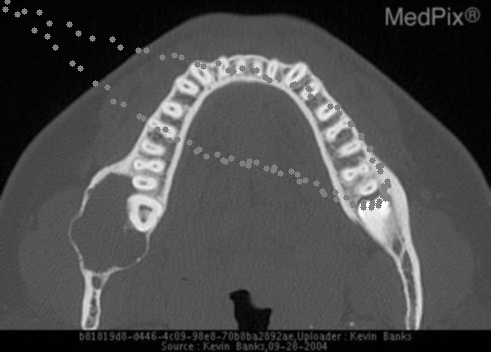 MedPix®
b81819d8-d446-4c09-98e8-70b8ba2892ae,Uploader : Kevin Banks
Source : Kevin Banks,09-28-2004